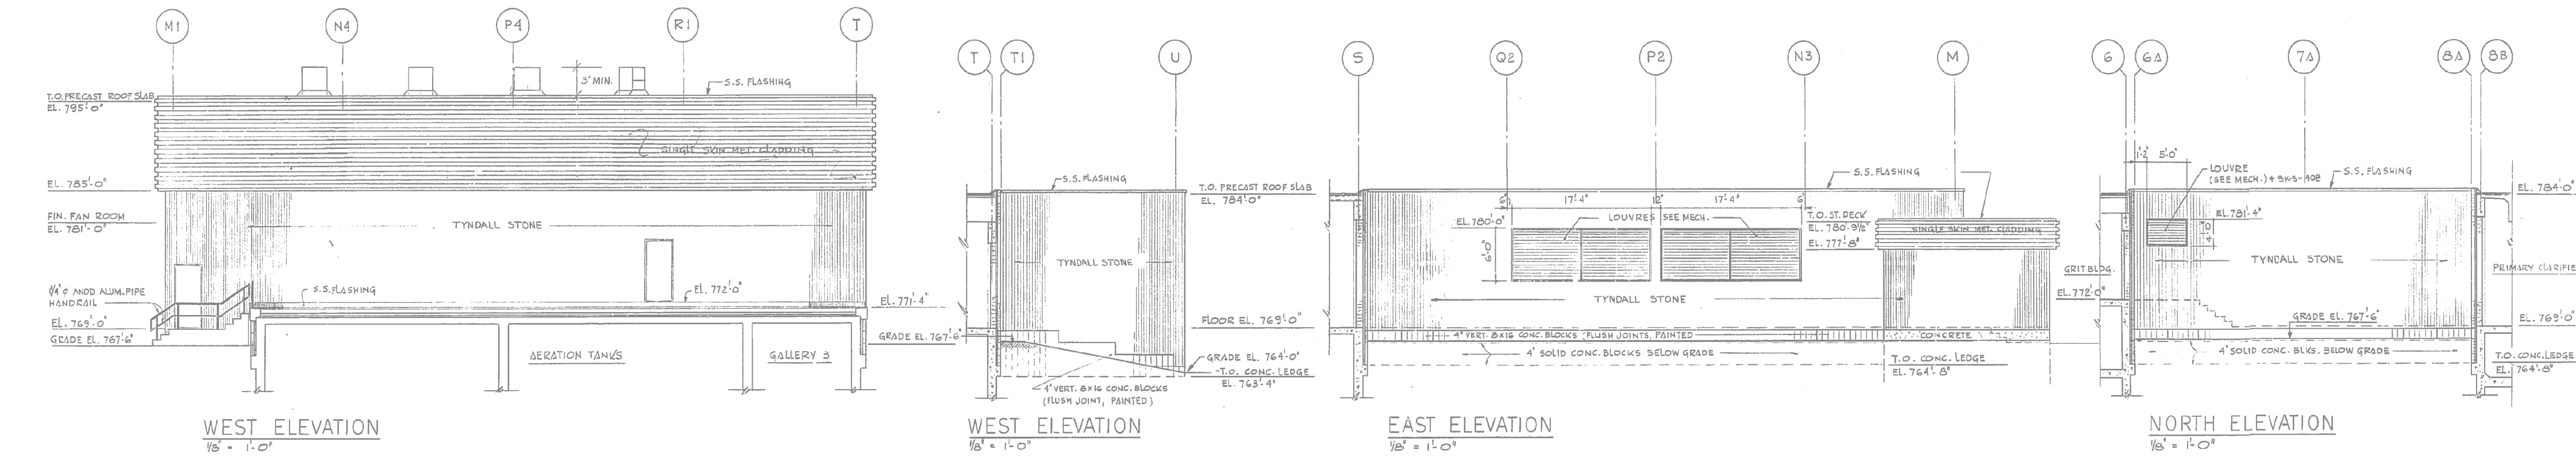 M1
N4
P4
R1
T
3' MIN.
S.S. FLASHING
T.O. PRECAST ROOF SLAB
EL. 795'-0"
SINGLE SKIN MET. CLADDING
EL. 785'-0"
FIN. FAN ROOM
EL. 781'-0"
TYNDALL STONE
S.S. FLASHING
EL. 772'-0"
1 1/4" ¢ ANOD. ALUM. PIPE
HANDRAIL
EL. 769'-0"
GRADE EL. 767'-6"
EL. 771'-4"
AERATION TANKS
GALLERY 3
WEST ELEVATION
1/8" = 1'-0"
T
T1
U
S.S. FLASHING
T.O. PRECAST ROOF SLAB
EL. 784'-0"
TYNDALL STONE
FLOOR EL. 769'-0"
GRADE EL. 767'-6"
GRADE EL. 764'-0"
T.O. CONC. LEDGE
EL. 763'-4"
4" VERT. 8X16 CONC. BLOCKS
(FLUSH JOINT, PAINTED)
WEST ELEVATION
1/8" = 1'-0"
S
Q2
P2
N3
M
S.S. FLASHING
6"
17'-4"
12"
17'-4"
6"
EL. 780'-0"
LOUVRES SEE MECH.
6'-0"
T.O. ST. DECK
EL. 780'-9 1/2"
EL. 777'-8"
SINGLE SKIN MET. CLADDING
TYNDALL STONE
4" VERT. 8X16 CONC. BLOCKS (FLUSH JOINTS, PAINTED)
CONCRETE
4" SOLID CONC. BLOCKS BELOW GRADE
T.O. CONC. LEDGE
EL. 764'-8"
EAST ELEVATION
1/8" = 1'-0"
6
6A
7A
8A
8B
1'-2"
5'-0"
LOUVRE
(SEE MECH.) + SK-S-408
S.S. FLASHING
EL. 784'-0"
EL. 781'-4"
4'-0"
GRIT BLDG.
EL. 772'-0"
TYNDALL STONE
PRIMARY CLARIFIE
GRADE EL. 767'-6"
EL. 769'-0"
4" SOLID CONC. BLKS. BELOW GRADE
T.O. CONC. LEDGE
EL. 764'-8"
NORTH ELEVATION
1/8" = 1'-0"